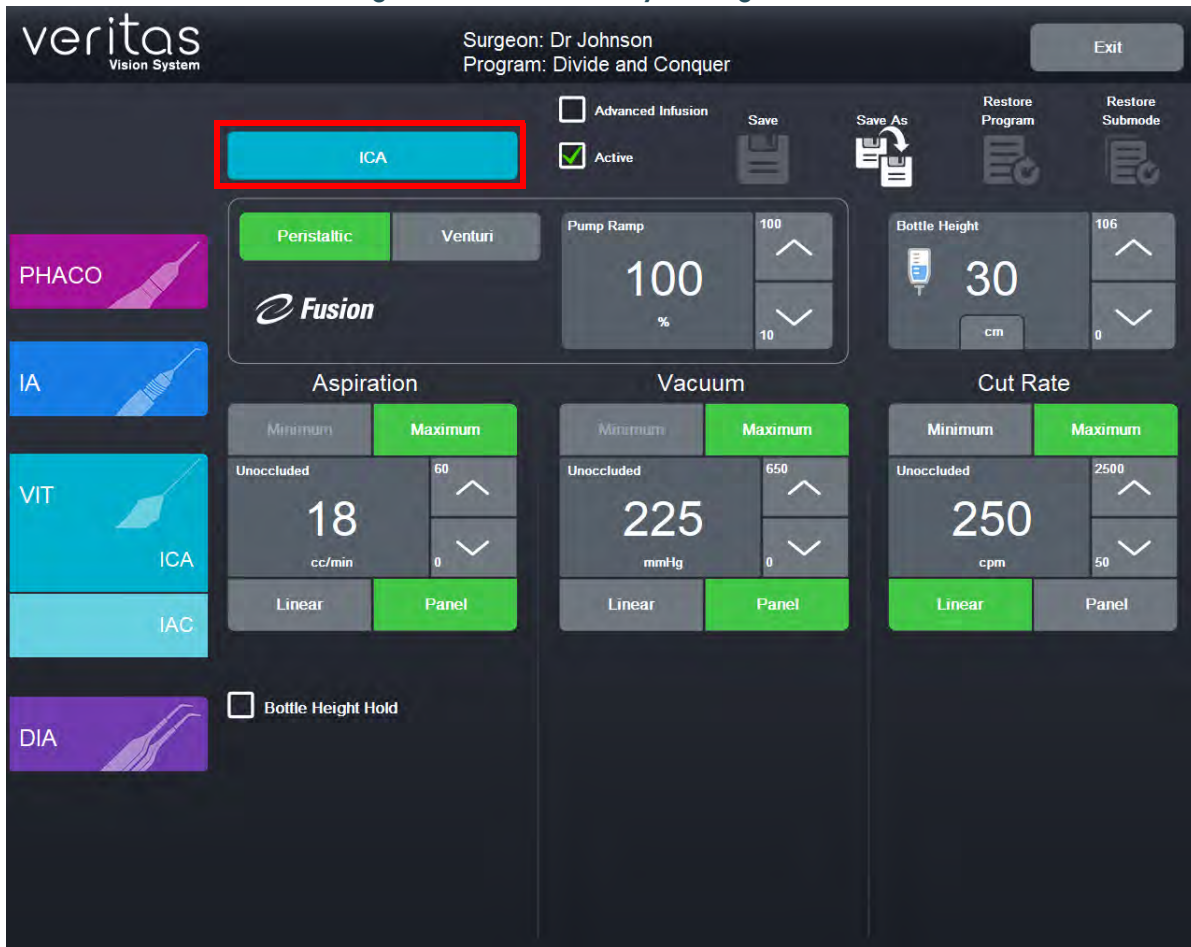 veritas
Vision System
Surgeon: Dr Johnson
Program: Divide and Conquer
Exit
ICA
Advanced Infusion
Active
Save
Save As
Restore
Program
Restore
Submode
PHACO
IA
VIT
ICA
IAC
DIA
Peristaltic
Venturi
Fusion
Pump Ramp
100
100
%
10
Bottle Height
106
30
cm
0
Aspiration
Minimum
Maximum
Unoccluded
60
18
cc/min
0
Linear
Panel
Vacuum
Minimum
Maximum
Unoccluded
650
225
mmHg
0
Linear
Panel
Cut Rate
Minimum
Maximum
Unoccluded
2500
250
cpm
50
Linear
Panel
Bottle Height Hold